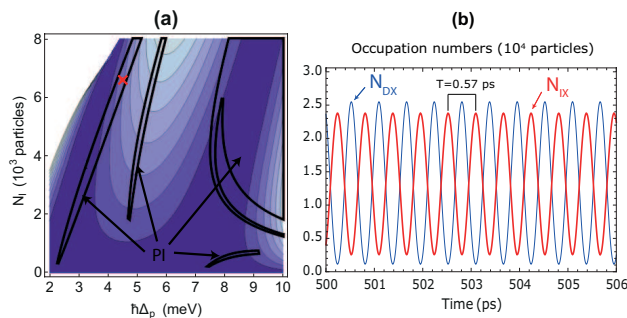 (a)
8
6
4
2
0
N_I (10³ particles)
PI
2 3 4 5 6 7 8 9 10
ħΔ_p (meV)
(b)
Occupation numbers (10⁴ particles)
3.0
2.5
2.0
1.5
1.0
0.5
0.0
N_DX
T=0.57 ps
N_IX
500 501 502 503 504 505 506
Time (ps)